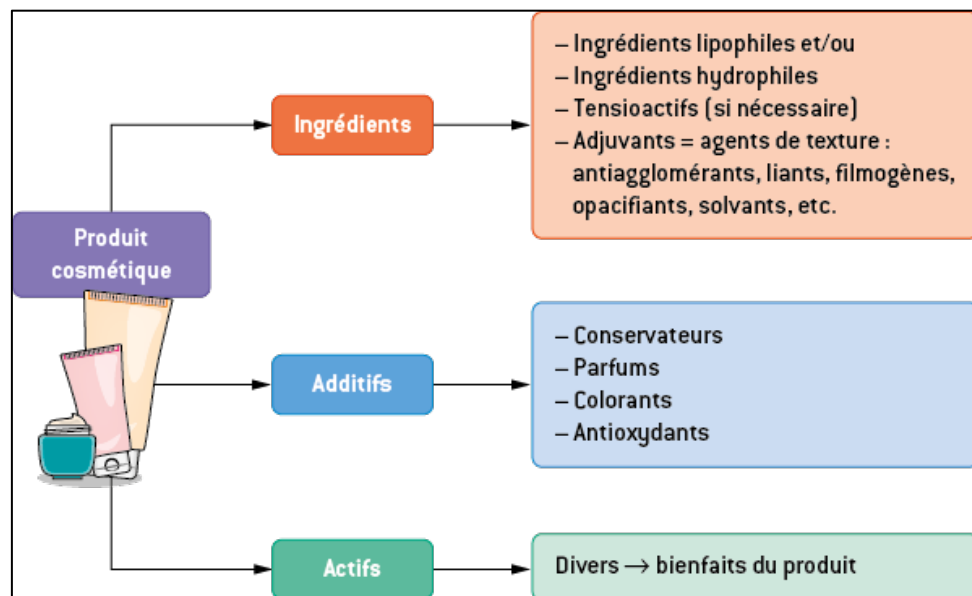 – Ingrédients lipophiles et/ou
– Ingrédients hydrophiles
– Tensioactifs (si nécessaire)
– Adjuvants = agents de texture :
antiagglomérants, liants, filmogènes,
opacifiants, solvants, etc.
Ingrédients
Produit
cosmétique
– Conservateurs
– Parfums
– Colorants
– Antioxydants
Additifs
Actifs
Divers → bienfaits du produit